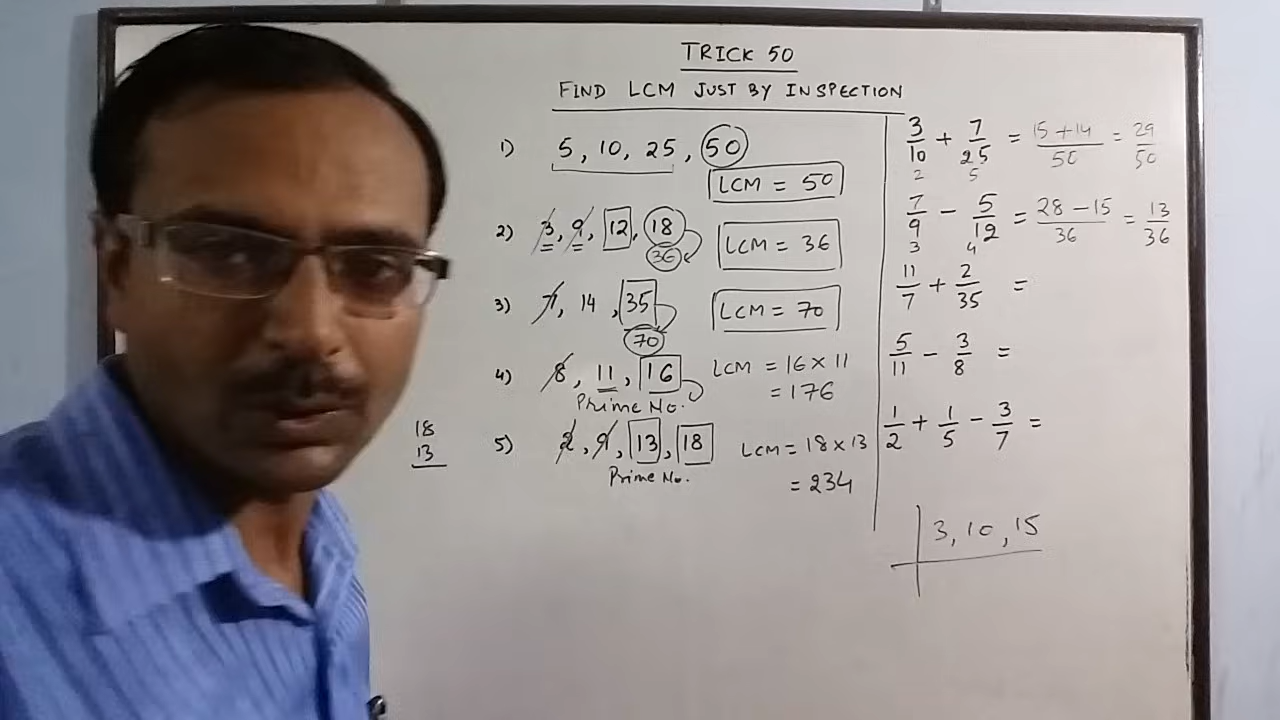 TRICK 50
FIND LCM JUST BY INSPECTION
1) 5, 10, 25, 50
LCM = 50
2) 3, 9, 12, 18
36
LCM = 36
3) 7, 14, 35
70
LCM = 70
4) 8, 11, 16
Prime No.
LCM = 16 × 11
= 176
18
13
5) 2, 9, 13, 18
Prime No.
LCM = 18 × 13
= 234
3/10 + 7/25 = 15 + 14/50 = 29/50
2 5
7/9 - 5/12 = 28 - 15/36 = 13/36
3 4
11/7 + 2/35 =
5/11 - 3/8 =
1/2 + 1/5 - 3/7 =
3, 10, 15